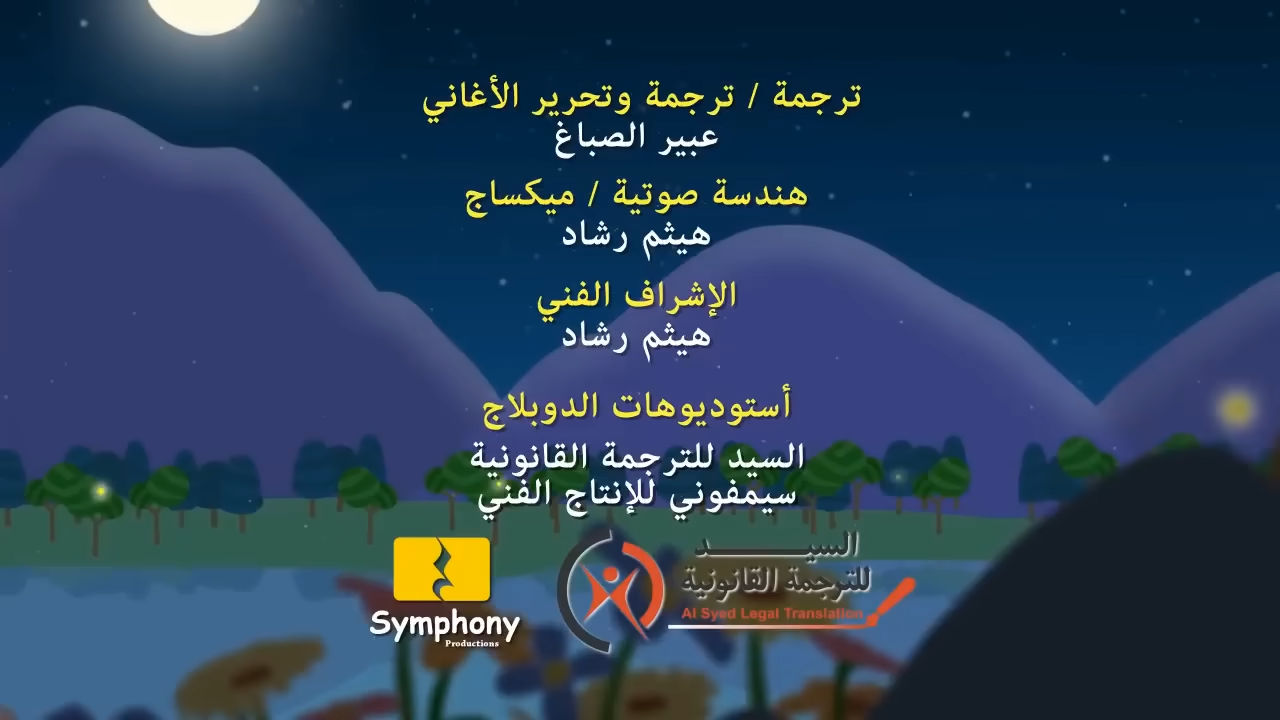 ترجمة / ترجمة وتحرير الأغاني
عبير الصباغ
هندسة صوتية / ميكساج
هيثم رشاد
الإشراف الفني
هيثم رشاد
أستوديوهات الدوبلاج
السيد للترجمة القانونية
سيمفوني للإنتاج الفني
السيـــــــــد
للترجمة القانونية
Al Syed Legal Translation
Symphony
Productions